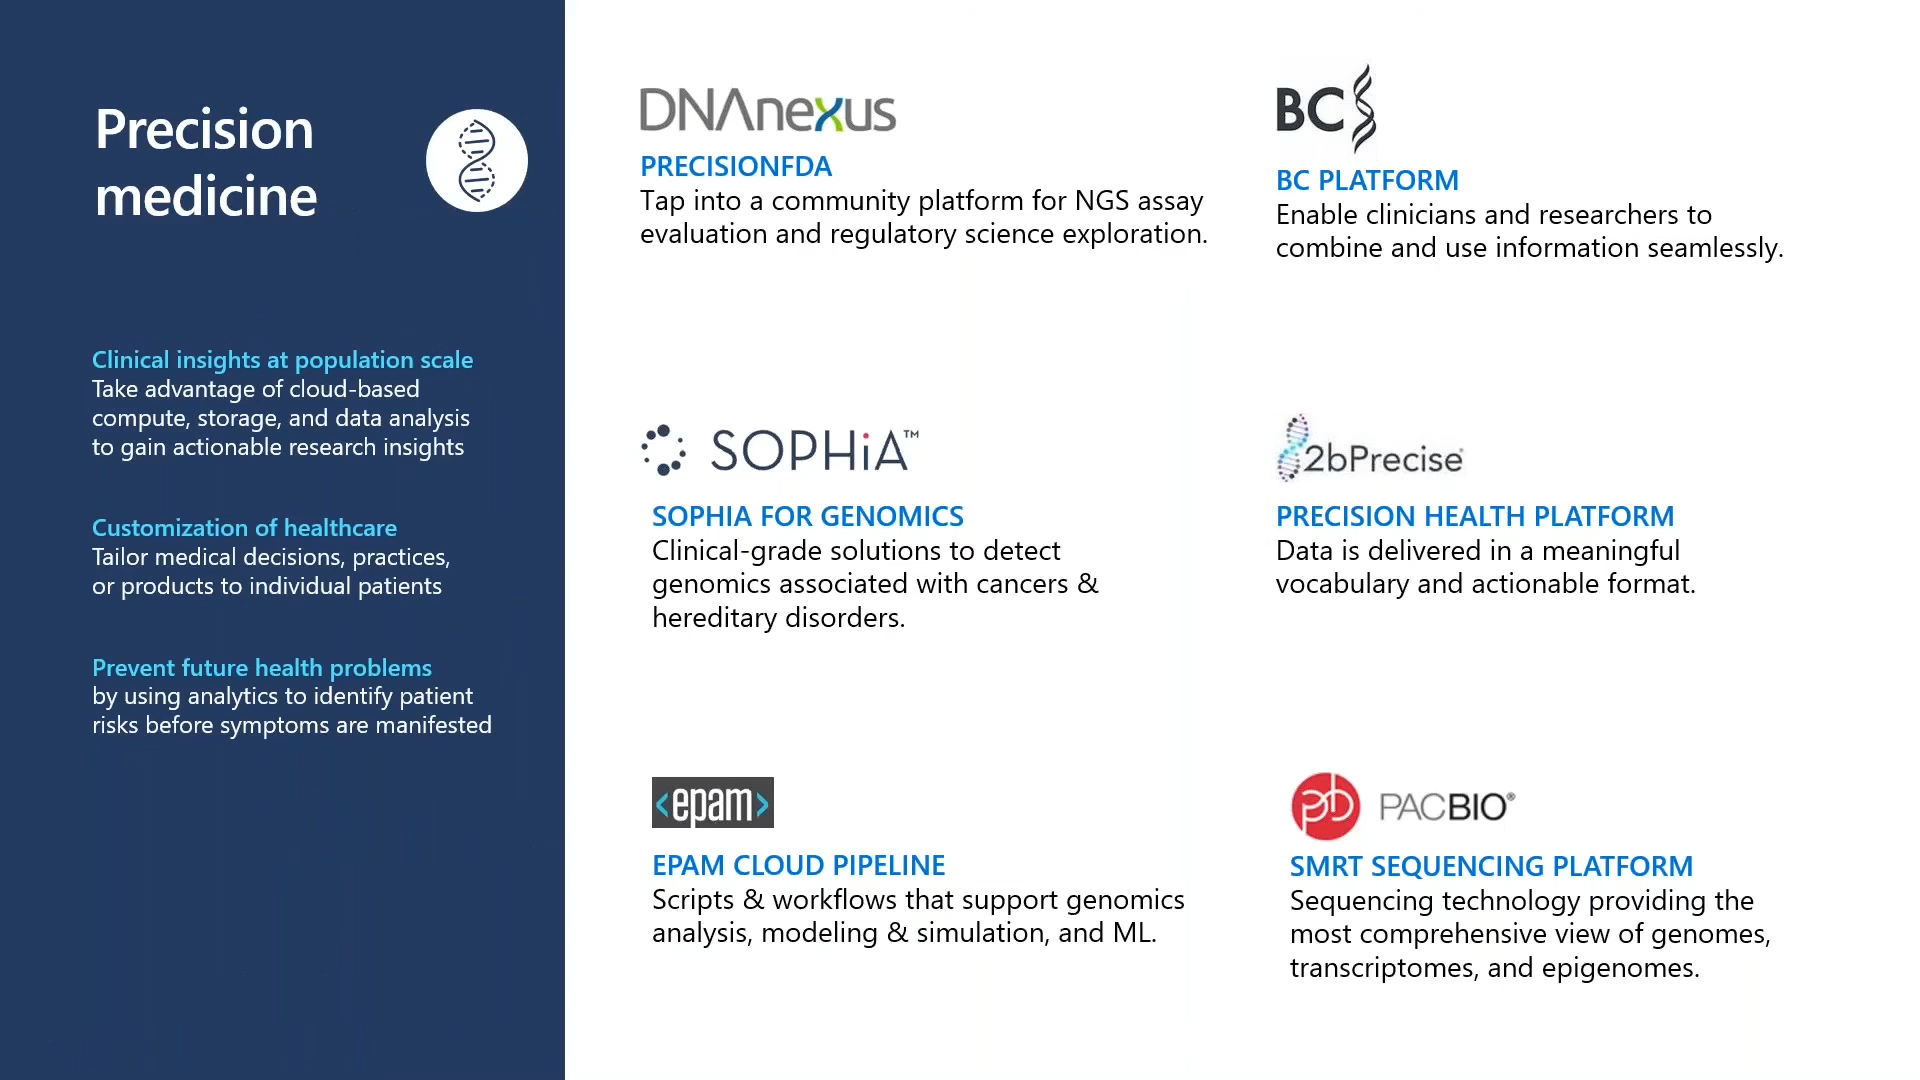 Precision
medicine
Clinical insights at population scale
Take advantage of cloud-based
compute, storage, and data analysis
to gain actionable research insights
Customization of healthcare
Tailor medical decisions, practices,
or products to individual patients
Prevent future health problems
by using analytics to identify patient
risks before symptoms are manifested
DNAnexus
PRECISIONFDA
Tap into a community platform for NGS assay
evaluation and regulatory science exploration.
BC
BC PLATFORM
Enable clinicians and researchers to
combine and use information seamlessly.
SOPHiA™
SOPHIA FOR GENOMICS
Clinical-grade solutions to detect
genomics associated with cancers &
hereditary disorders.
2bPrecise
PRECISION HEALTH PLATFORM
Data is delivered in a meaningful
vocabulary and actionable format.
<epam>
EPAM CLOUD PIPELINE
Scripts & workflows that support genomics
analysis, modeling & simulation, and ML.
pb PACBIO®
SMRT SEQUENCING PLATFORM
Sequencing technology providing the
most comprehensive view of genomes,
transcriptomes, and epigenomes.